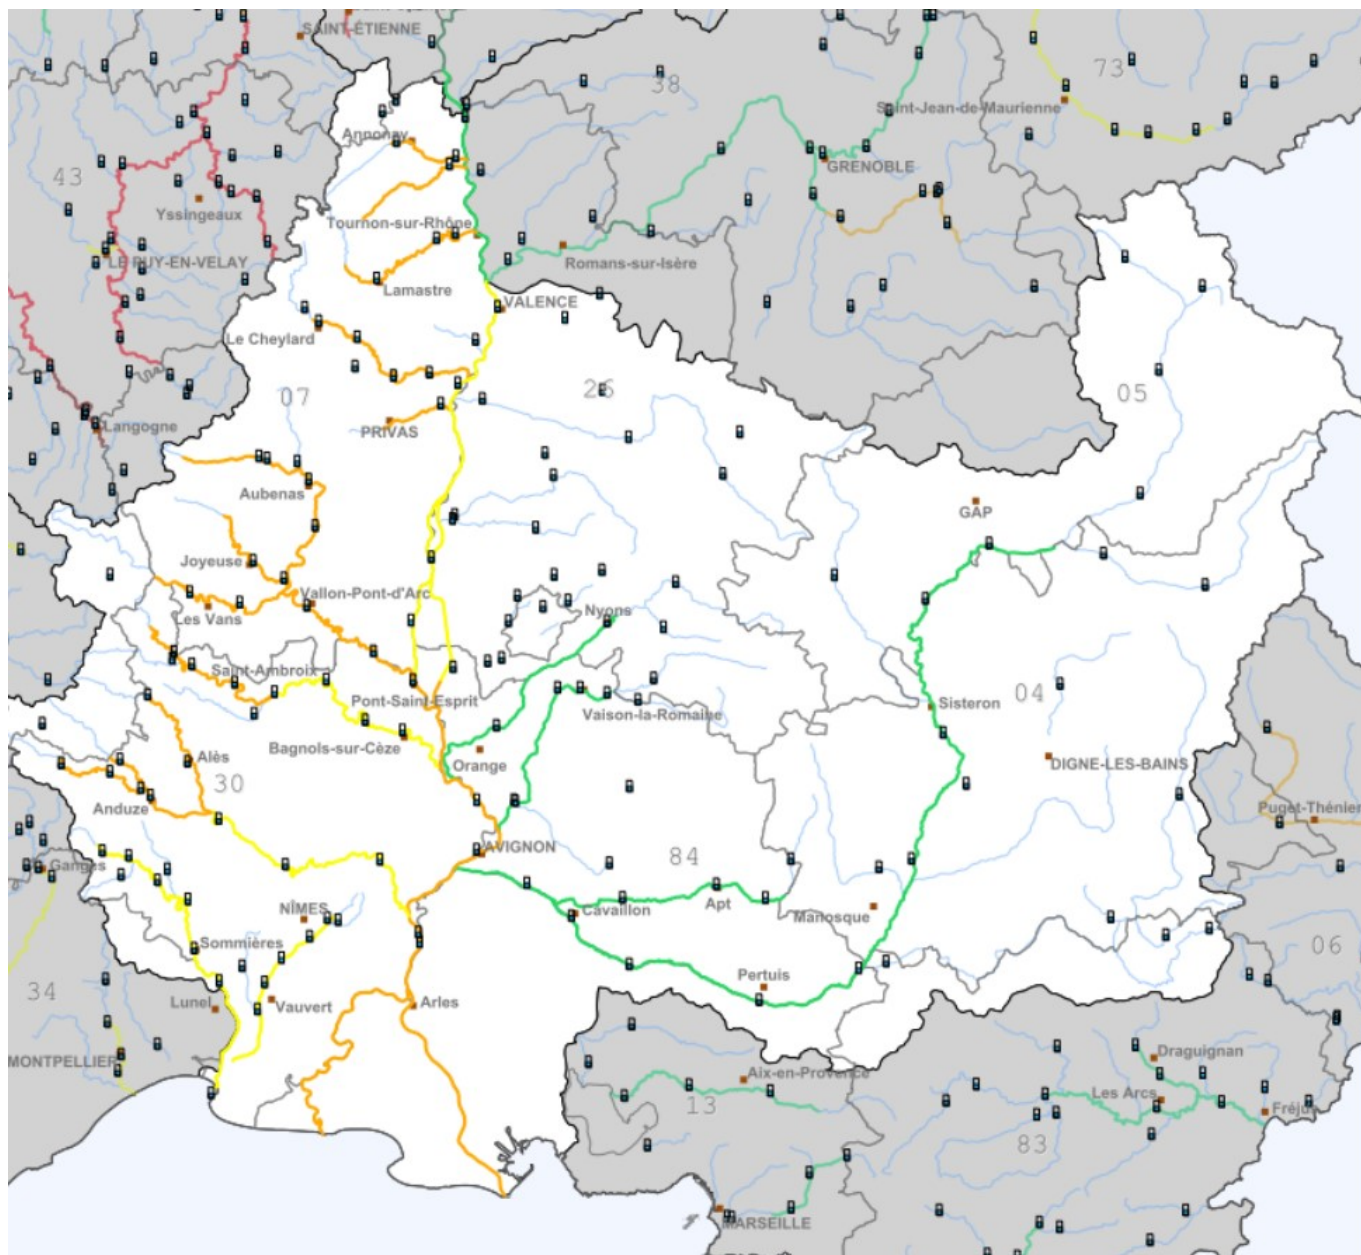 SAINT-ÉTIENNE
38
73
Saint-Jean-de-Maurienne
Annonay
GRENOBLE
43
Yssingeaux
Tournon-sur-Rhône
LE PUY-EN-VELAY
Romans-sur-Isère
Lamastre
VALENCE
Le Cheylard
07
26
05
Langogne
PRIVAS
Aubenas
GAP
Joyeuse
Vallon-Pont-d'Arc
Les Vans
Nyons
Saint-Ambroix
Pont-Saint-Esprit
04
Sisteron
Vaison-la-Romaine
Bagnols-sur-Cèze
Alès
Orange
DIGNE-LES-BAINS
30
Anduze
Puget-Thénier
AVIGNON
84
Ganges
Apt
Cavaillon
Manosque
NÎMES
Sommières
06
34
Pertuis
Lunel
Vauvert
Arles
MONTPELLIER
Draguignan
Aix-en-Provence
Les Arcs
13
Fréjus
83
MARSEILLE